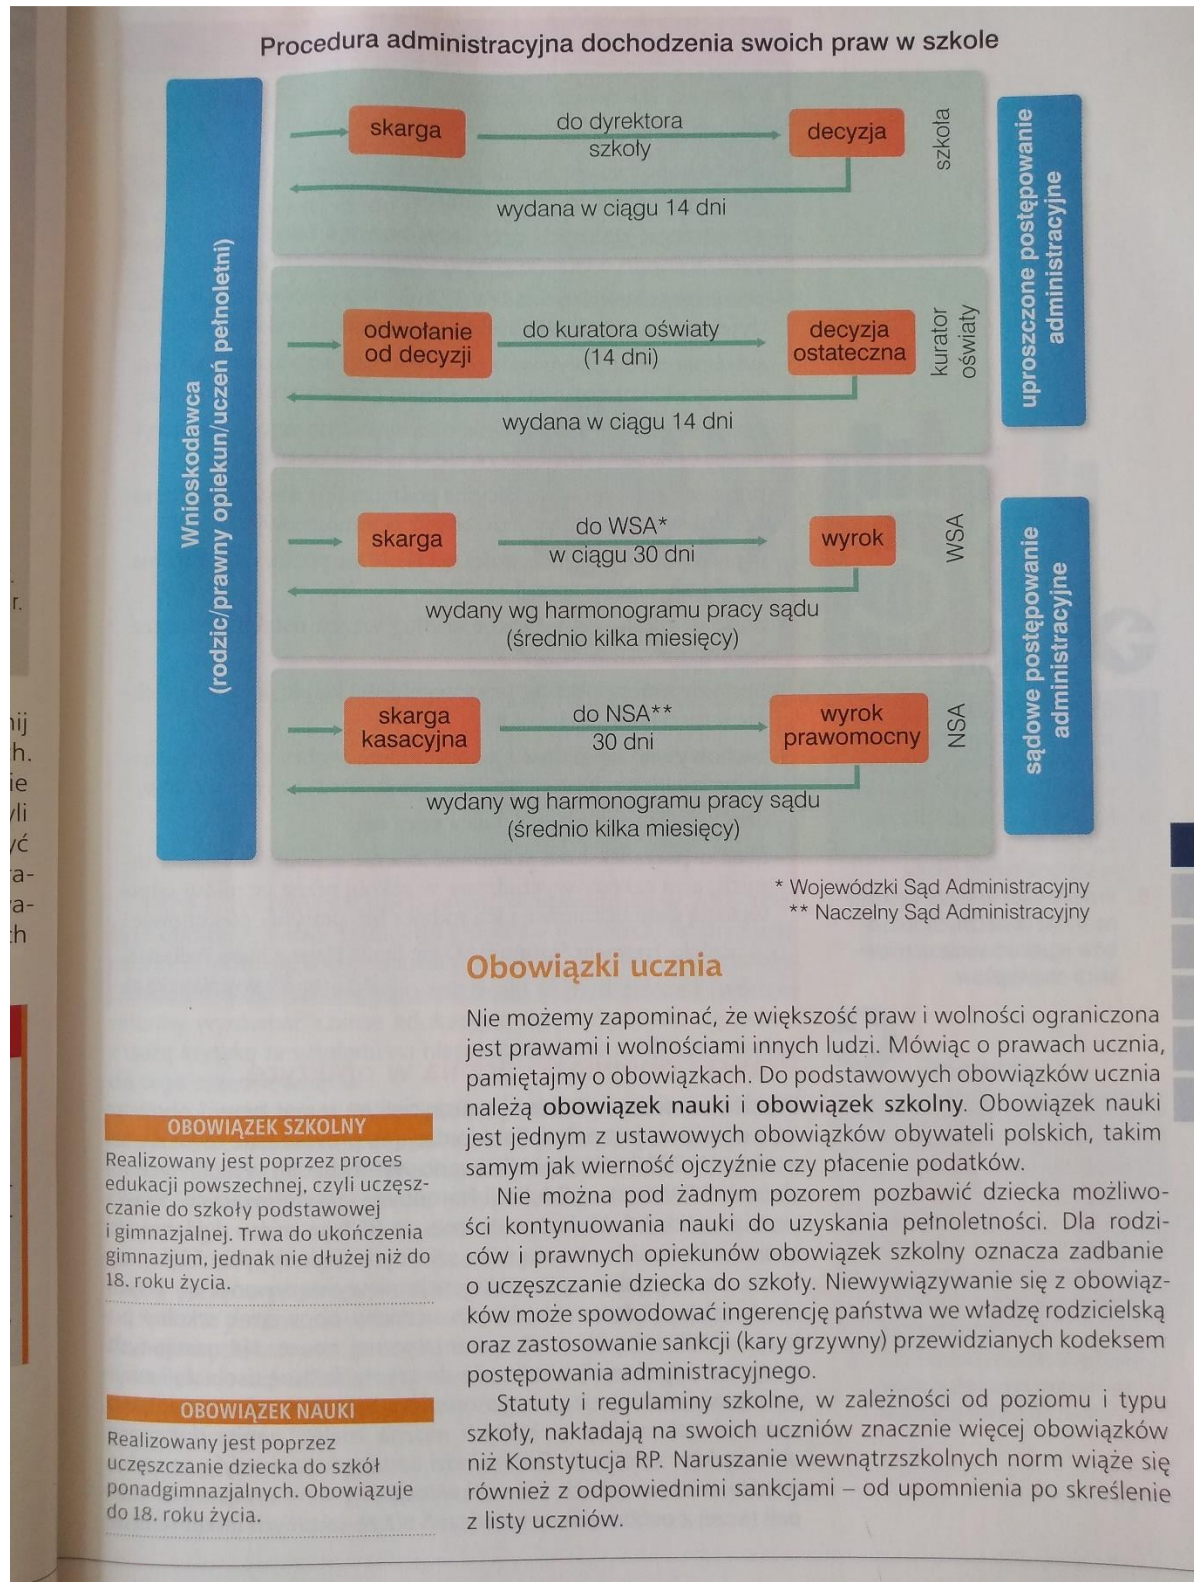 Procedura administracyjna dochodzenia swoich praw w szkole
Wnioskodawca
(rodzic/prawny opiekun/uczeń pełnoletni)
skarga
do dyrektora
szkoły
decyzja
szkoła
wydana w ciągu 14 dni
odwołanie
od decyzji
do kuratora oświaty
(14 dni)
decyzja
ostateczna
kurator
oświaty
wydana w ciągu 14 dni
uproszczone postępowanie
administracyjne
skarga
do WSA*
w ciągu 30 dni
wyrok
WSA
wydany wg harmonogramu pracy sądu
(średnio kilka miesięcy)
skarga
kasacyjna
do NSA**
30 dni
wyrok
prawomocny
NSA
wydany wg harmonogramu pracy sądu
(średnio kilka miesięcy)
sądowe postępowanie
administracyjne
* Wojewódzki Sąd Administracyjny
** Naczelny Sąd Administracyjny
Obowiązki ucznia
Nie możemy zapominać, że większość praw i wolności ograniczona
jest prawami i wolnościami innych ludzi. Mówiąc o prawach ucznia,
pamiętajmy o obowiązkach. Do podstawowych obowiązków ucznia
należą obowiązek nauki i obowiązek szkolny. Obowiązek nauki
jest jednym z ustawowych obowiązków obywateli polskich, takim
samym jak wierność ojczyźnie czy płacenie podatków.
Nie można pod żadnym pozorem pozbawić dziecka możliwo-
ści kontynuowania nauki do uzyskania pełnoletności. Dla rodzi-
ców i prawnych opiekunów obowiązek szkolny oznacza zadbanie
o uczęszczanie dziecka do szkoły. Niewywiązywanie się z obowiąz-
ków może spowodować ingerencję państwa we władzę rodzicielską
oraz zastosowanie sankcji (kary grzywny) przewidzianych kodeksem
postępowania administracyjnego.
Statuty i regulaminy szkolne, w zależności od poziomu i typu
szkoły, nakładają na swoich uczniów znacznie więcej obowiązków
niż Konstytucja RP. Naruszanie wewnątrzszkolnych norm wiąże się
również z odpowiednimi sankcjami – od upomnienia po skreślenie
z listy uczniów.
OBOWIĄZEK SZKOLNY
Realizowany jest poprzez proces
edukacji powszechnej, czyli uczęsz-
czanie do szkoły podstawowej
i gimnazjalnej. Trwa do ukończenia
gimnazjum, jednak nie dłużej niż do
18. roku życia.
OBOWIĄZEK NAUKI
Realizowany jest poprzez
uczęszczanie dziecka do szkół
ponadgimnazjalnych. Obowiązuje
do 18. roku życia.